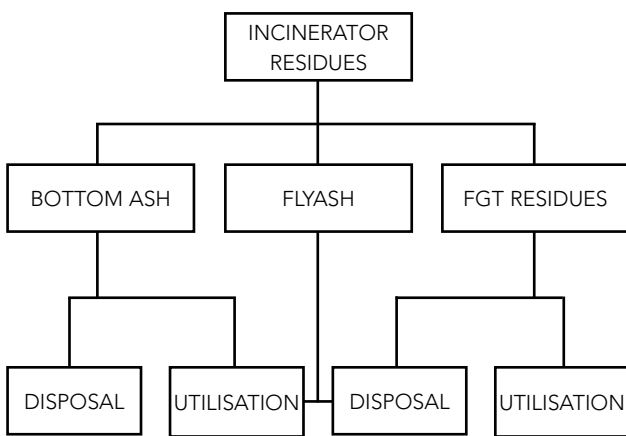 INCINERATOR
RESIDUES
BOTTOM ASH
FLYASH
FGT RESIDUES
DISPOSAL
UTILISATION
DISPOSAL
UTILISATION